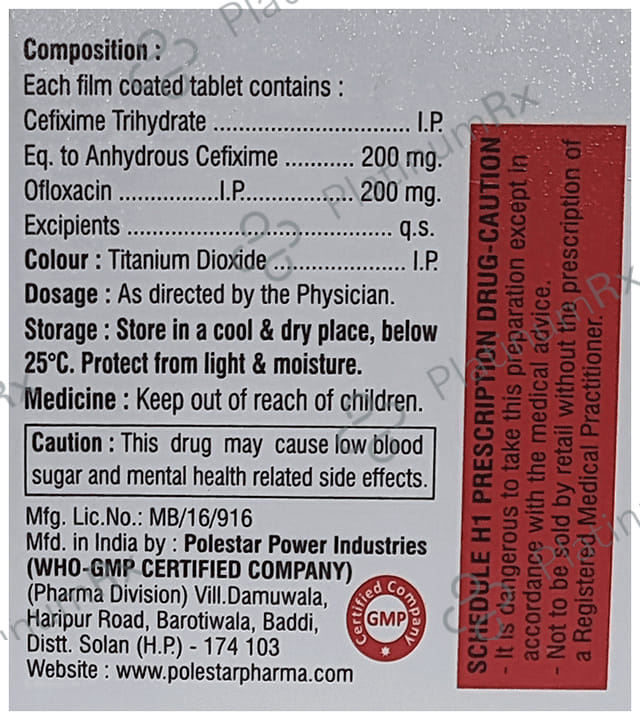 Composition :
Each film coated tablet contains :
Cefixime Trihydrate ................................ I.P.
Eq. to Anhydrous Cefixime ........... 200 mg.
Ofloxacin ................I.P.................. 200 mg.
Excipients ........................................... q.s.
Colour : Titanium Dioxide ...................... I.P.
Dosage : As directed by the Physician.
Storage : Store in a cool & dry place, below
25°C. Protect from light & moisture.
Medicine : Keep out of reach of children.
Caution : This drug may cause low blood
sugar and mental health related side effects.
Mfg. Lic.No.: MB/16/916
Mfd. in India by : Polestar Power Industries
(WHO-GMP CERTIFIED COMPANY)
(Pharma Division) Vill.Damuwala,
Haripur Road, Barotiwala, Baddi,
Distt. Solan (H.P.) - 174 103
Website : www.polestarpharma.com
Certified Company
GMP
SCHEDULE H1 PRESCRIPTION DRUG-CAUTION
- It is dangerous to take this preparation except in
accordance with the medical advice.
- Not to be sold by retail without the prescription of
a Registered Medical Practitioner.
PlatinumRx
PlatinumRx
PlatinumRx
PlatinumRx